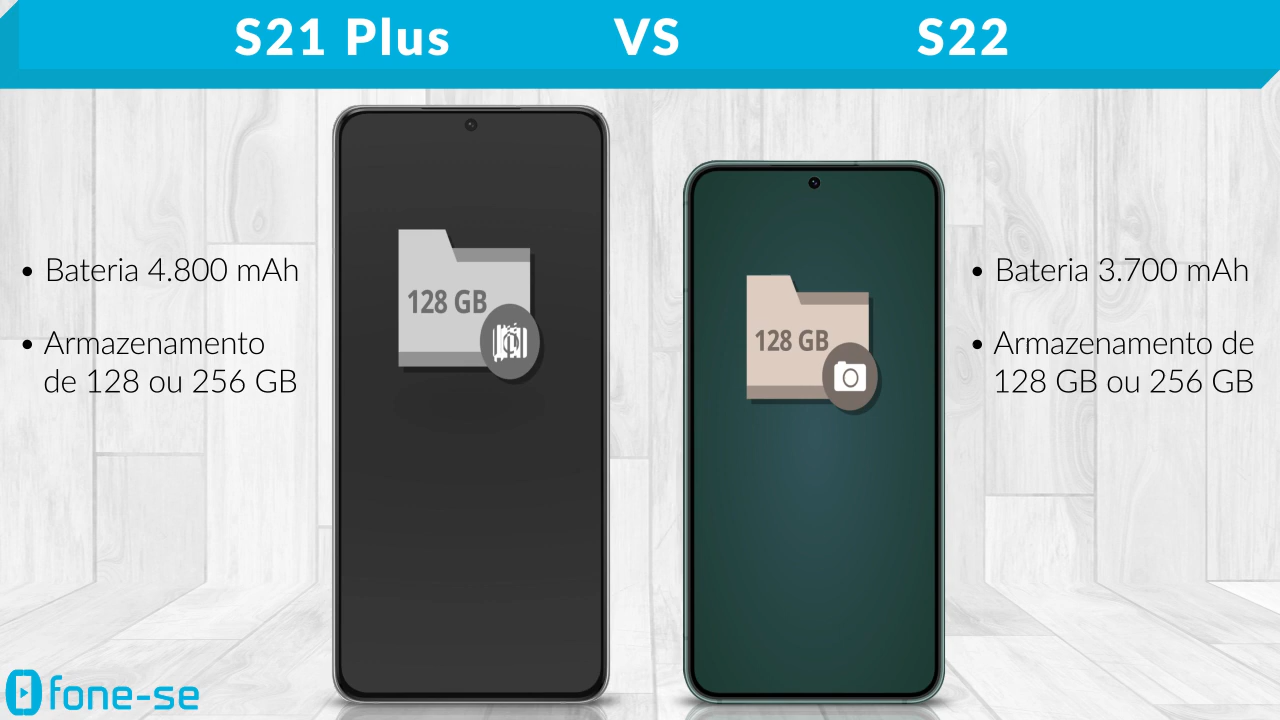 S21 Plus VS S22
• Bateria 4.800 mAh
• Armazenamento
de 128 ou 256 GB
128 GB
128 GB
• Bateria 3.700 mAh
• Armazenamento de
128 GB ou 256 GB
fone-se